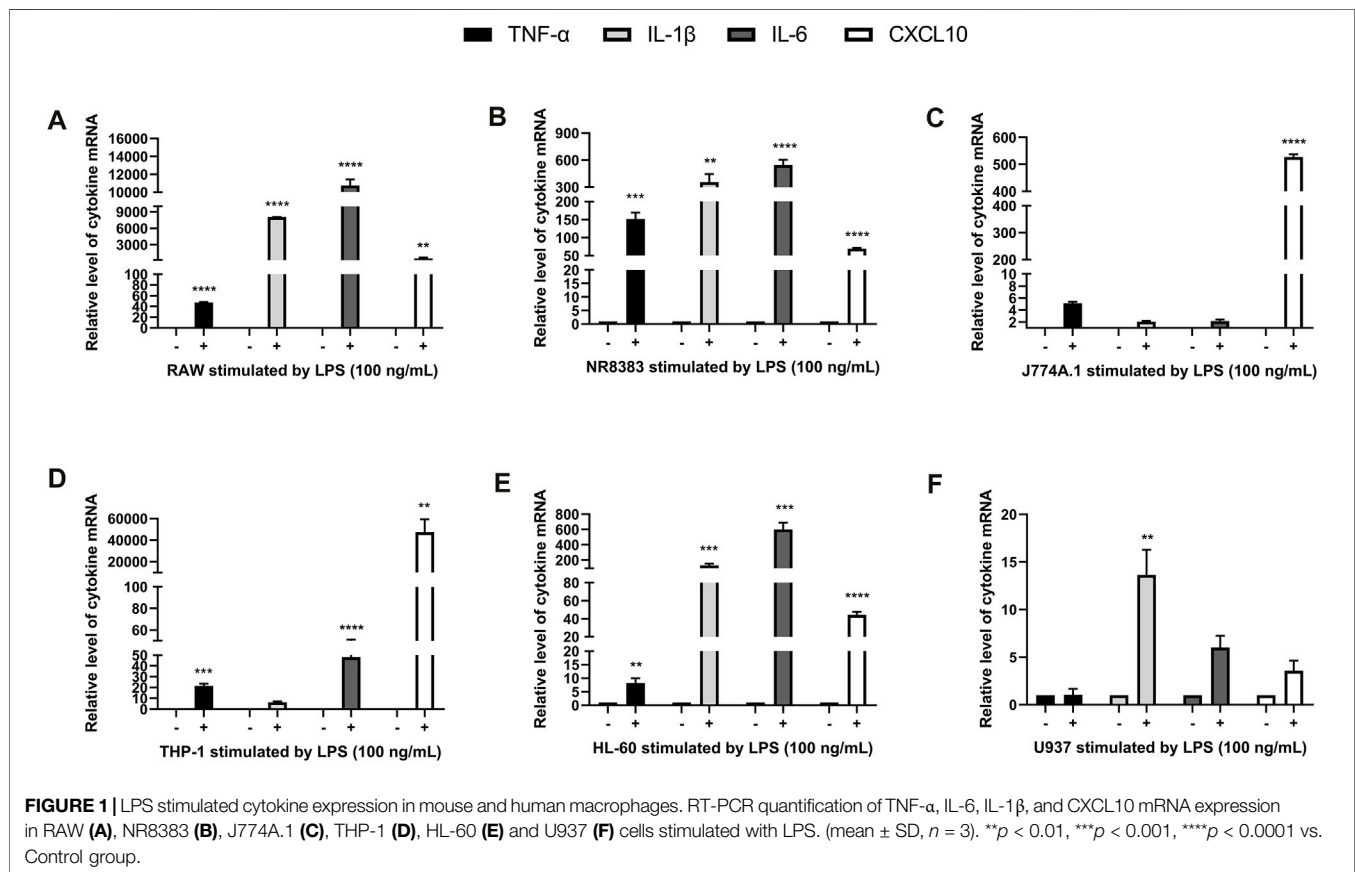 TNF-α IL-1β IL-6 CXCL10
A
Relative level of cytokine mRNA
16000
14000
12000
10000
9000
6000
3000
100
80
60
40
20
0
****
****
****
**
- + - + - + - +
RAW stimulated by LPS (100 ng/mL)
B
Relative level of cytokine mRNA
900
600
300
200
150
100
50
20
15
10
5
0
***
**
****
****
- + - + - + - +
NR8383 stimulated by LPS (100 ng/mL)
C
Relative level of cytokine mRNA
600
500
400
400
300
200
10
8
6
4
2
****
- + - + - + - +
J774A.1 stimulated by LPS (100 ng/mL)
D
Relative level of cytokine mRNA
60000
40000
20000
100
80
60
50
40
30
20
10
0
***
****
**
- + - + - + - +
THP-1 stimulated by LPS (100 ng/mL)
E
Relative level of cytokine mRNA
800
600
400
200
80
60
40
20
20
15
10
5
0
**
***
***
****
- + - + - + - +
HL-60 stimulated by LPS (100 ng/mL)
F
Relative level of cytokine mRNA
20
15
10
5
0
**
- + - + - + - +
U937 stimulated by LPS (100 ng/mL)
FIGURE 1 | LPS stimulated cytokine expression in mouse and human macrophages. RT-PCR quantification of TNF-α, IL-6, IL-1β, and CXCL10 mRNA expression
in RAW (A), NR8383 (B), J774A.1 (C), THP-1 (D), HL-60 (E) and U937 (F) cells stimulated with LPS. (mean ± SD, n = 3). **p < 0.01, ***p < 0.001, ****p < 0.0001 vs.
Control group.